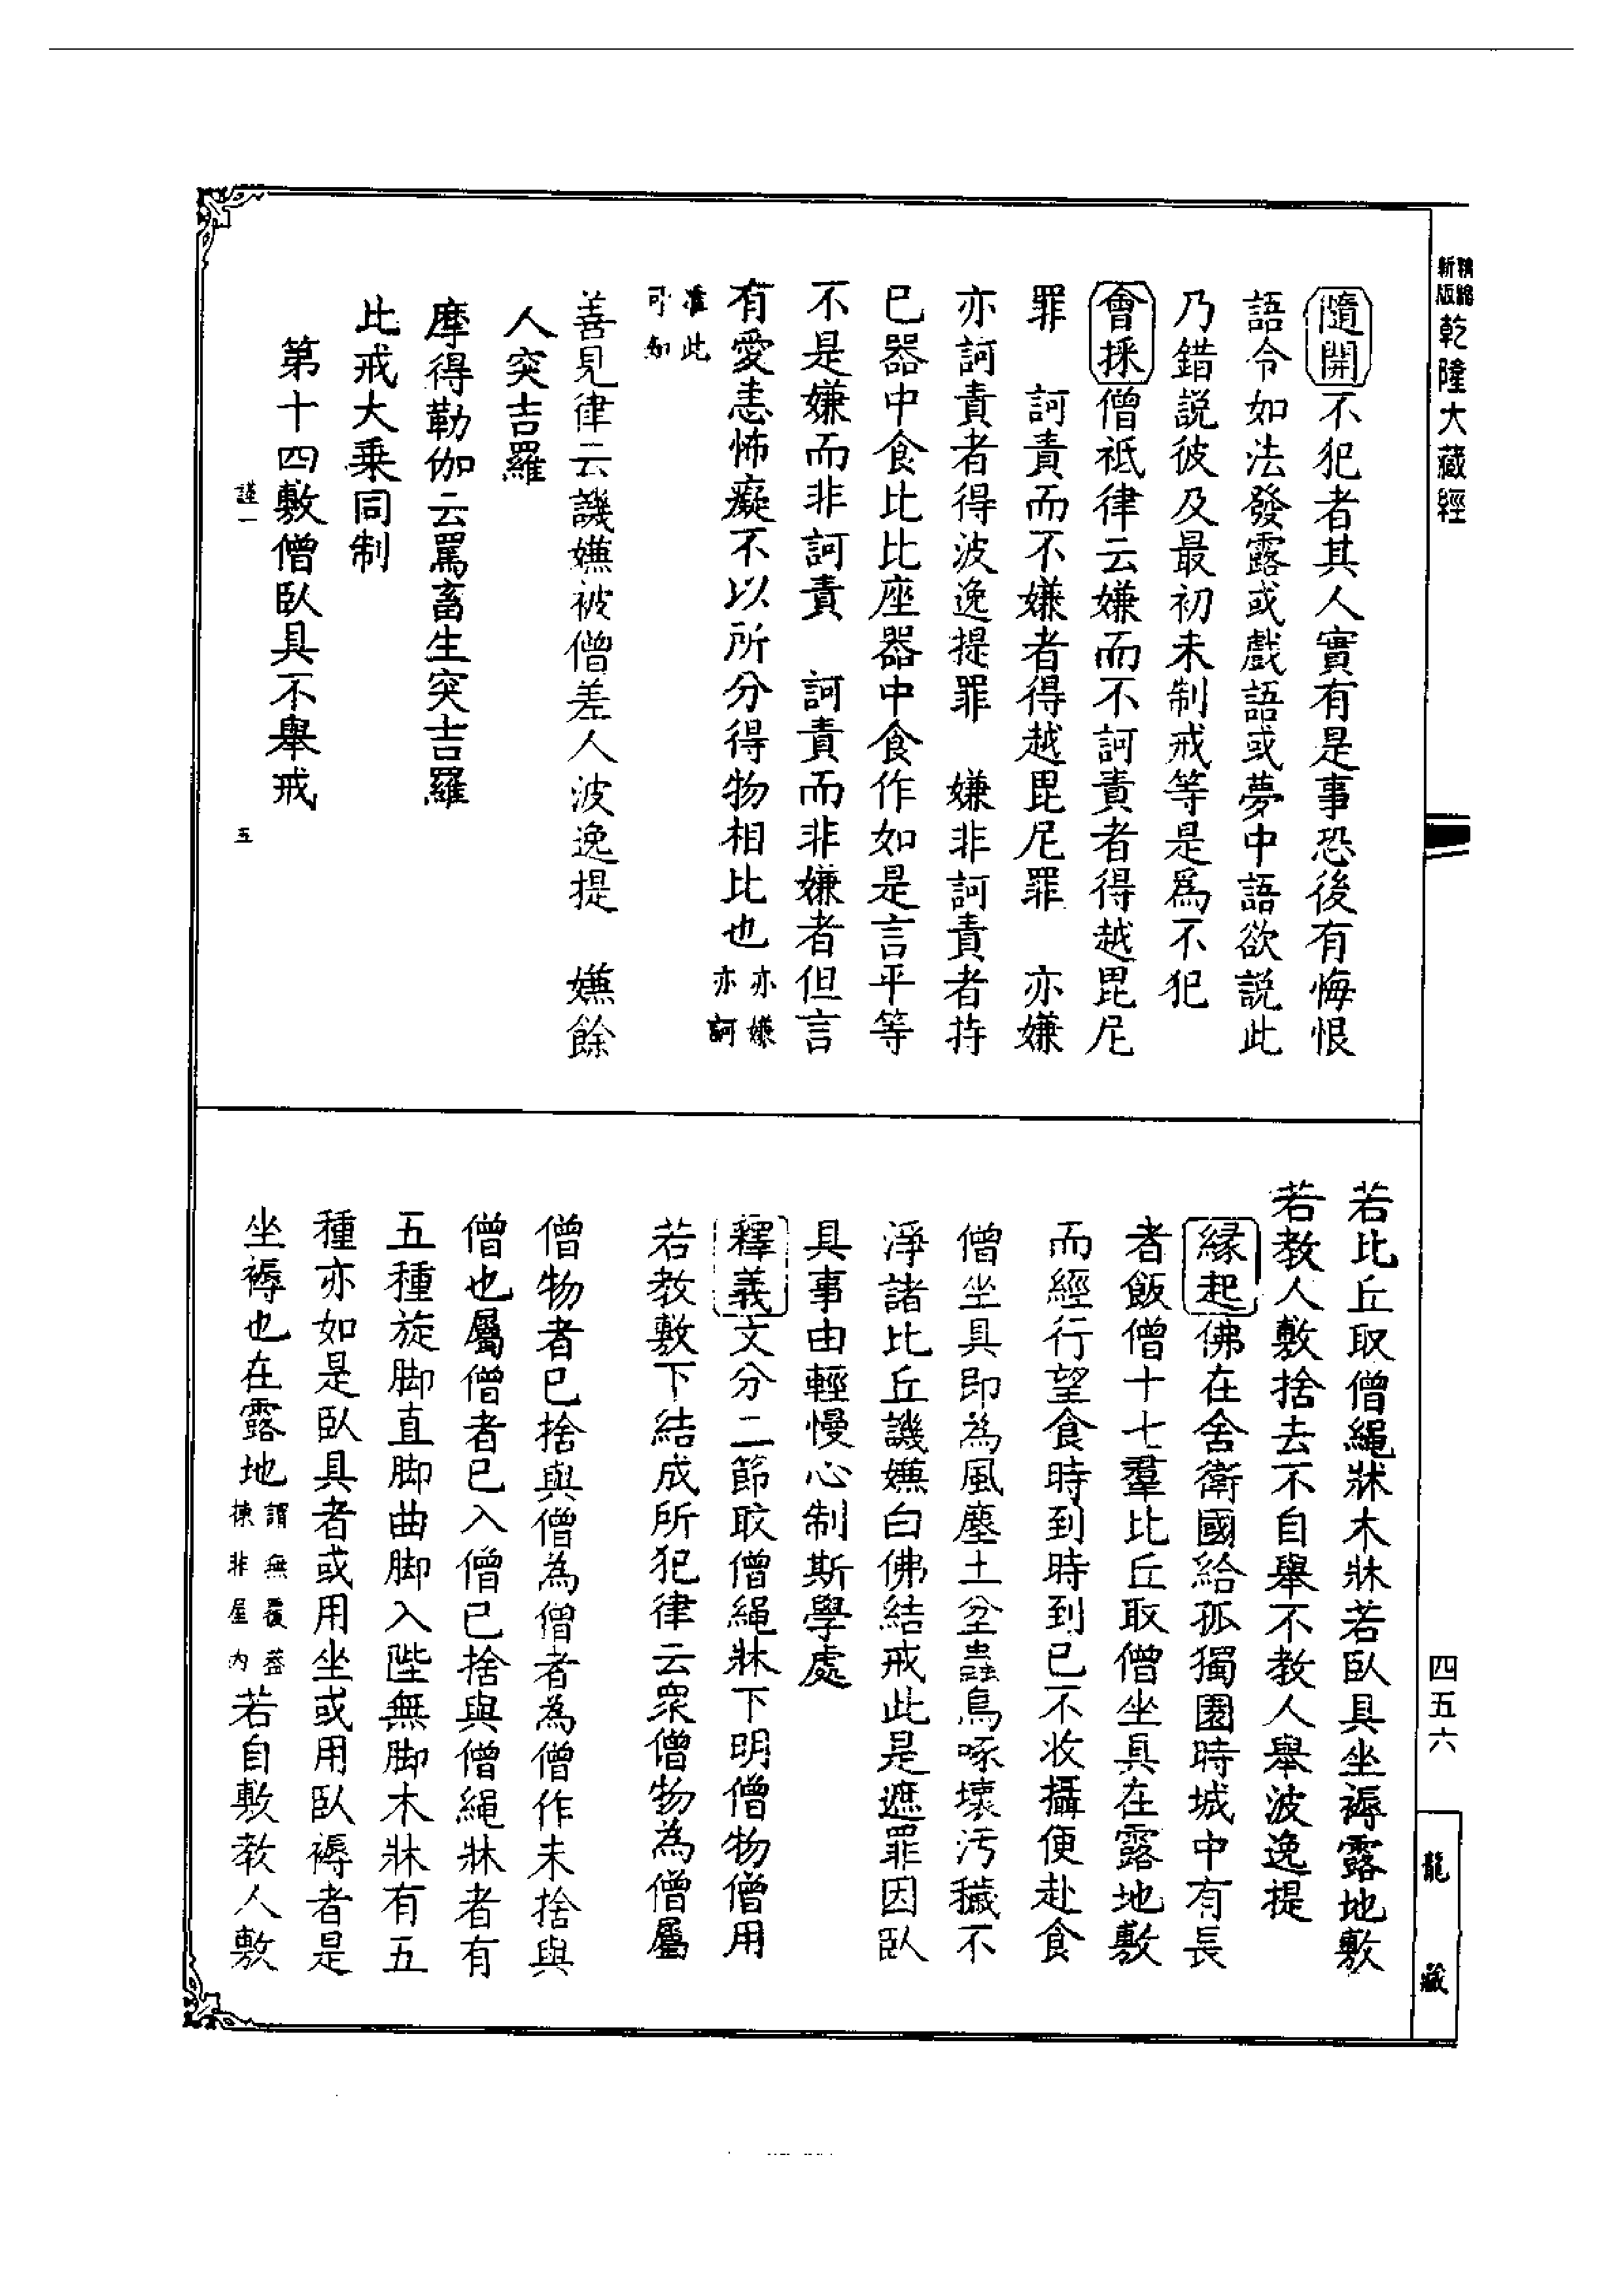 精縮新版乾隆大藏經
隨開不犯者其人實有是事恐後有悔恨
語令如法發露或戲語或夢中語欲説此
乃錯説彼及最初未制戒等是爲不犯
會採僧祇律云嫌而不訶責者得越毘尼
罪　訶責而不嫌者得越毘尼罪　亦嫌
亦訶責者得波逸提罪　嫌非訶責者持
已器中食比比座器中食作如是言平等
不是嫌而非訶責　訶責而非嫌者但言
有愛恚怖癡不以所分得物相比也亦嫌亦訶
準此可知
善見律云譏嫌被僧差人波逸提　嫌餘
人突吉羅
摩得勒伽云罵畜生突吉羅
此戒大乗同制
第十四敷僧臥具不舉戒
謹一　五
若比丘取僧繩牀木牀若臥具坐褥露地敷
若教人敷捨去不自舉不教人舉波逸提
緣起佛在舍衛國給孤獨園時城中有長
者飯僧十七羣比丘取僧坐具在露地敷
而經行望食時到時到已不收攝便赴食
僧坐具即為風塵土坌蟲鳥啄壞汚穢不
淨諸比丘譏嫌白佛結戒此是遮罪因臥
具事由輕慢心制斯學處
釋義文分二節取僧繩牀下明僧物僧用
若教敷下結成所犯律云衆僧物為僧屬
僧物者已捨與僧為僧者為僧作未捨與
僧也屬僧者已入僧已捨與僧繩牀者有
五種旋脚直脚曲脚入陛無脚木牀有五
種亦如是臥具者或用坐或用臥褥者是
坐褥也在露地謂無覆葢揀非屋內若自敷教人敷
四五六
龍藏